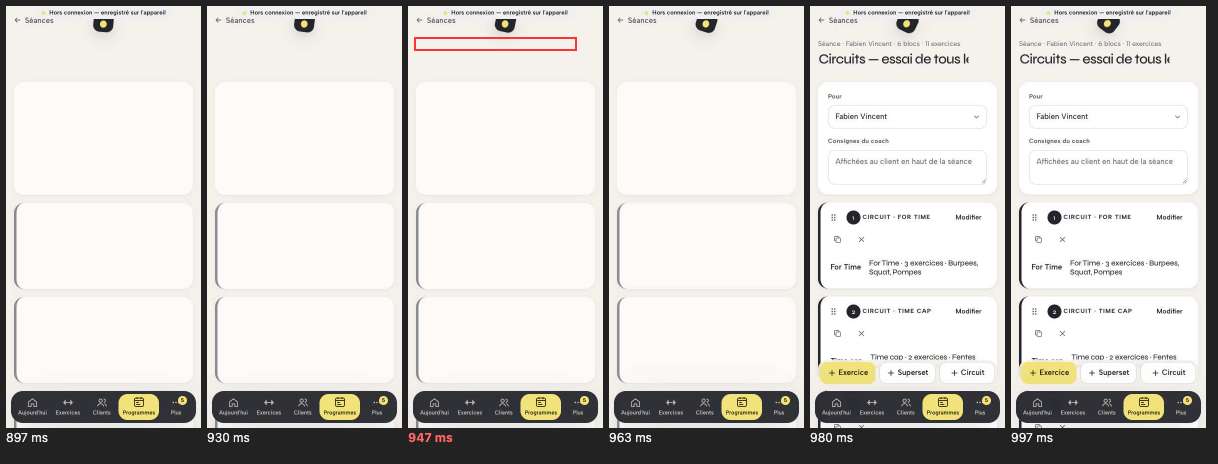 Hors connexion — enregistré sur l'appareil
← Séances
Aujourd'hui Exercices Clients Programmes Plus 5
897 ms
Hors connexion — enregistré sur l'appareil
← Séances
Aujourd'hui Exercices Clients Programmes Plus 5
930 ms
Hors connexion — enregistré sur l'appareil
← Séances
Aujourd'hui Exercices Clients Programmes Plus 5
947 ms
Hors connexion — enregistré sur l'appareil
← Séances
Aujourd'hui Exercices Clients Programmes Plus 5
963 ms
Hors connexion — enregistré sur l'appareil
← Séances
Séance · Fabien Vincent · 6 blocs · 11 exercices
Circuits — essai de tous le
Pour
Fabien Vincent
Consignes du coach
Affichées au client en haut de la séance
1 CIRCUIT · FOR TIME Modifier
For Time For Time · 3 exercices · Burpees,
Squat, Pompes
2 CIRCUIT · TIME CAP Modifier
Time cap · 2 exercices · Fentes
+ Exercice + Superset + Circuit
Aujourd'hui Exercices Clients Programmes Plus 5
980 ms
Hors connexion — enregistré sur l'appareil
← Séances
Séance · Fabien Vincent · 6 blocs · 11 exercices
Circuits — essai de tous le
Pour
Fabien Vincent
Consignes du coach
Affichées au client en haut de la séance
1 CIRCUIT · FOR TIME Modifier
For Time For Time · 3 exercices · Burpees,
Squat, Pompes
2 CIRCUIT · TIME CAP Modifier
Time cap · 2 exercices · Fentes
+ Exercice + Superset + Circuit
Aujourd'hui Exercices Clients Programmes Plus 5
997 ms